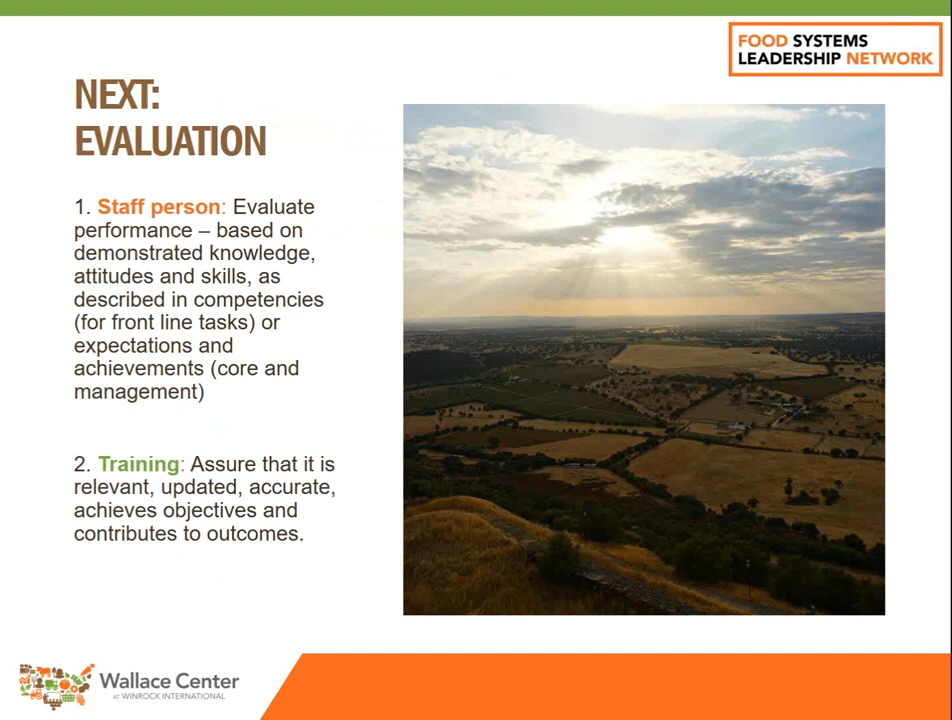 FOOD SYSTEMS
LEADERSHIP NETWORK
NEXT:
EVALUATION
1. Staff person: Evaluate
performance – based on
demonstrated knowledge,
attitudes and skills, as
described in competencies
(for front line tasks) or
expectations and
achievements (core and
management)
2. Training: Assure that it is
relevant, updated, accurate,
achieves objectives and
contributes to outcomes.
Wallace Center
AT WINROCK INTERNATIONAL